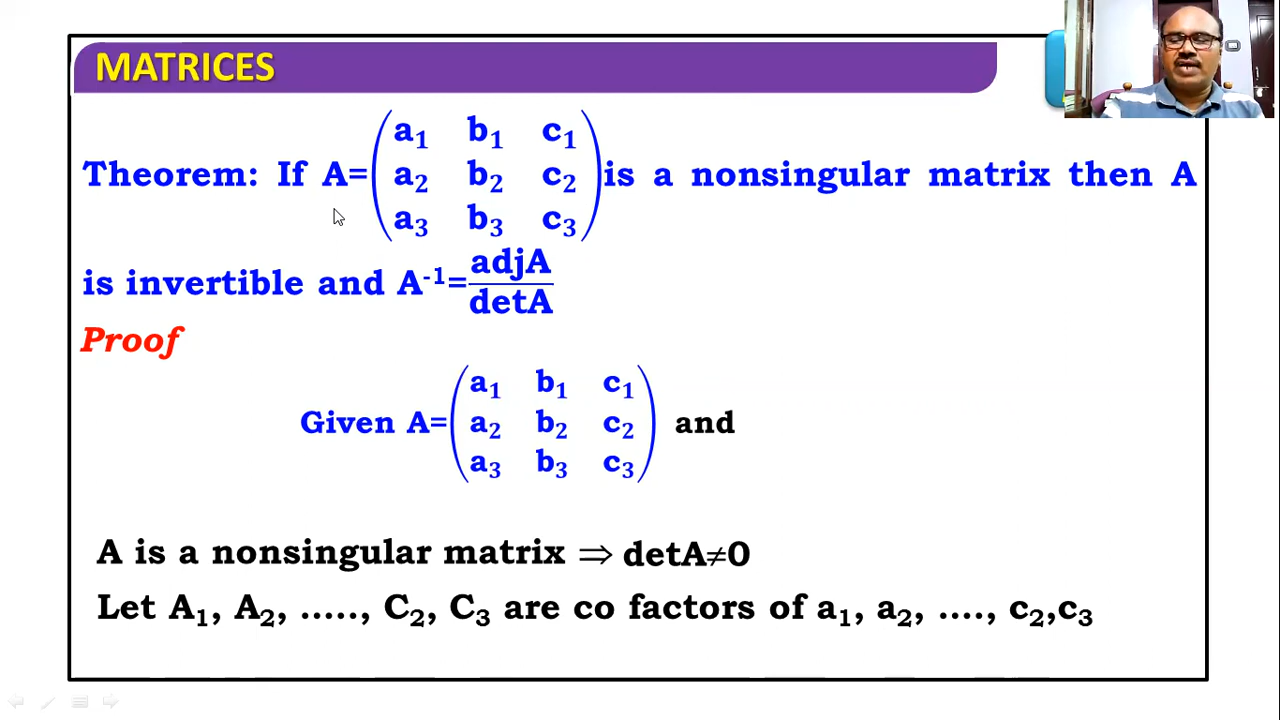 MATRICES
a₁ b₁ c₁
Theorem: If A= a₂ b₂ c₂ is a nonsingular matrix then A
a₃ b₃ c₃
is invertible and A⁻¹=adjA/detA
Proof
a₁ b₁ c₁
Given A= a₂ b₂ c₂ and
a₃ b₃ c₃
A is a nonsingular matrix ⇒ detA≠0
Let A₁, A₂, ....., C₂, C₃ are co factors of a₁, a₂, ...., c₂,c₃